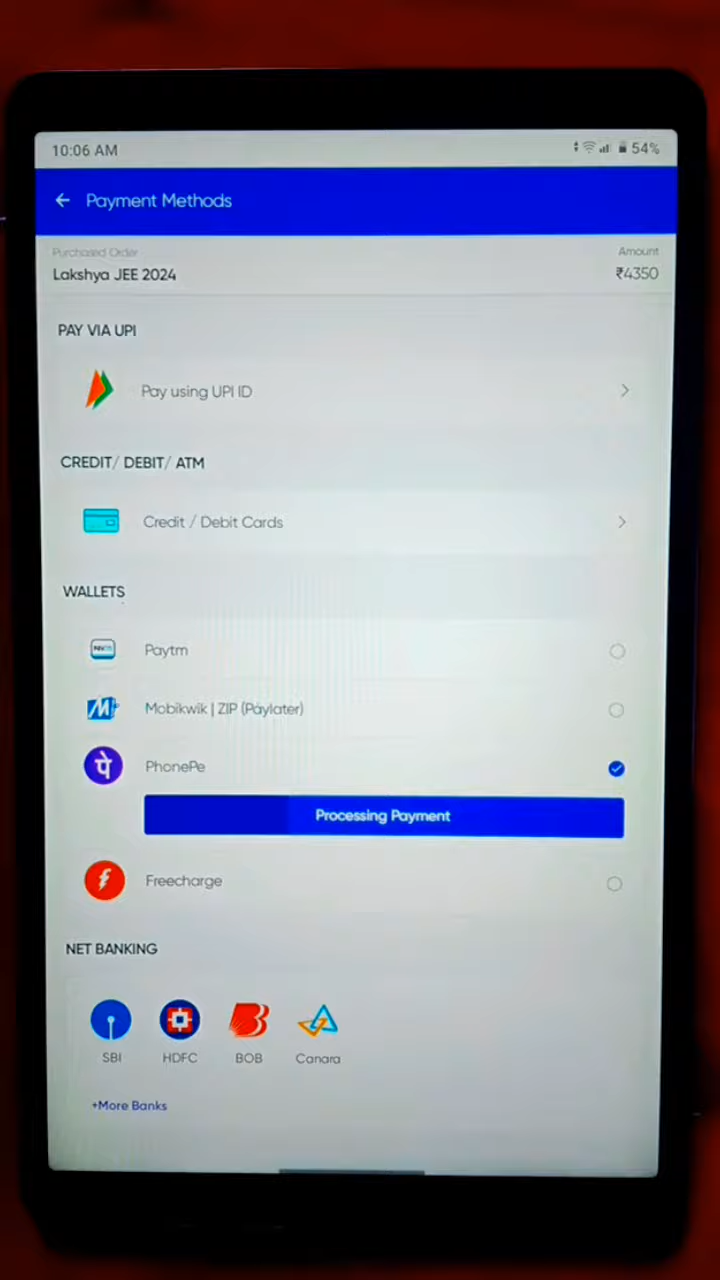 10:06 AM
54%
Payment Methods
Purchased Order
Amount
Lakshya JEE 2024
₹4350
PAY VIA UPI
Pay using UPI ID
CREDIT/ DEBIT/ ATM
Credit / Debit Cards
WALLETS
Paytm
Mobikwik | ZIP (Paylater)
पे
PhonePe
Processing Payment
Freecharge
NET BANKING
SBI
HDFC
BOB
Canara
+More Banks